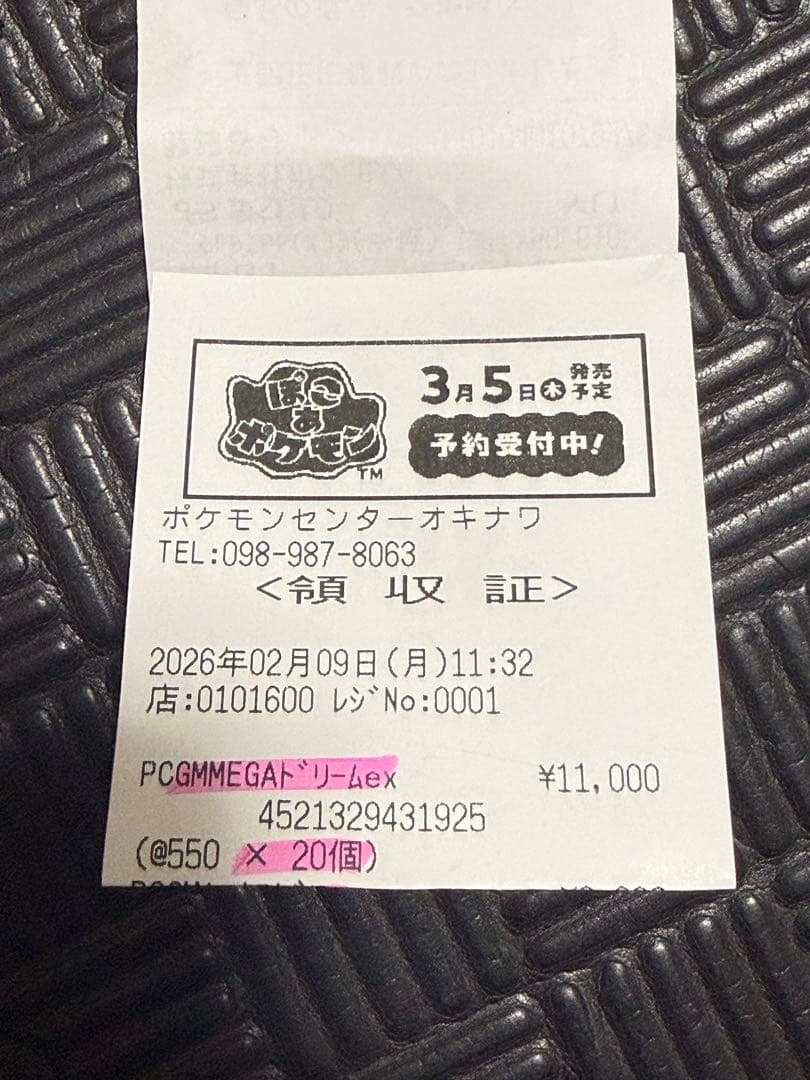 ぽこ
あ
ポケモン
TM
3月5日木発売予定
予約受付中!
ポケモンセンターオキナワ
TEL:098-987-8063
<領 収 証>
2026年02月09日(月)11:32
店:0101600 ﾚｼﾞNo:0001
PCGMMEGAﾄﾞﾘｰﾑex ¥11,000
4521329431925
(@550 × 20個)